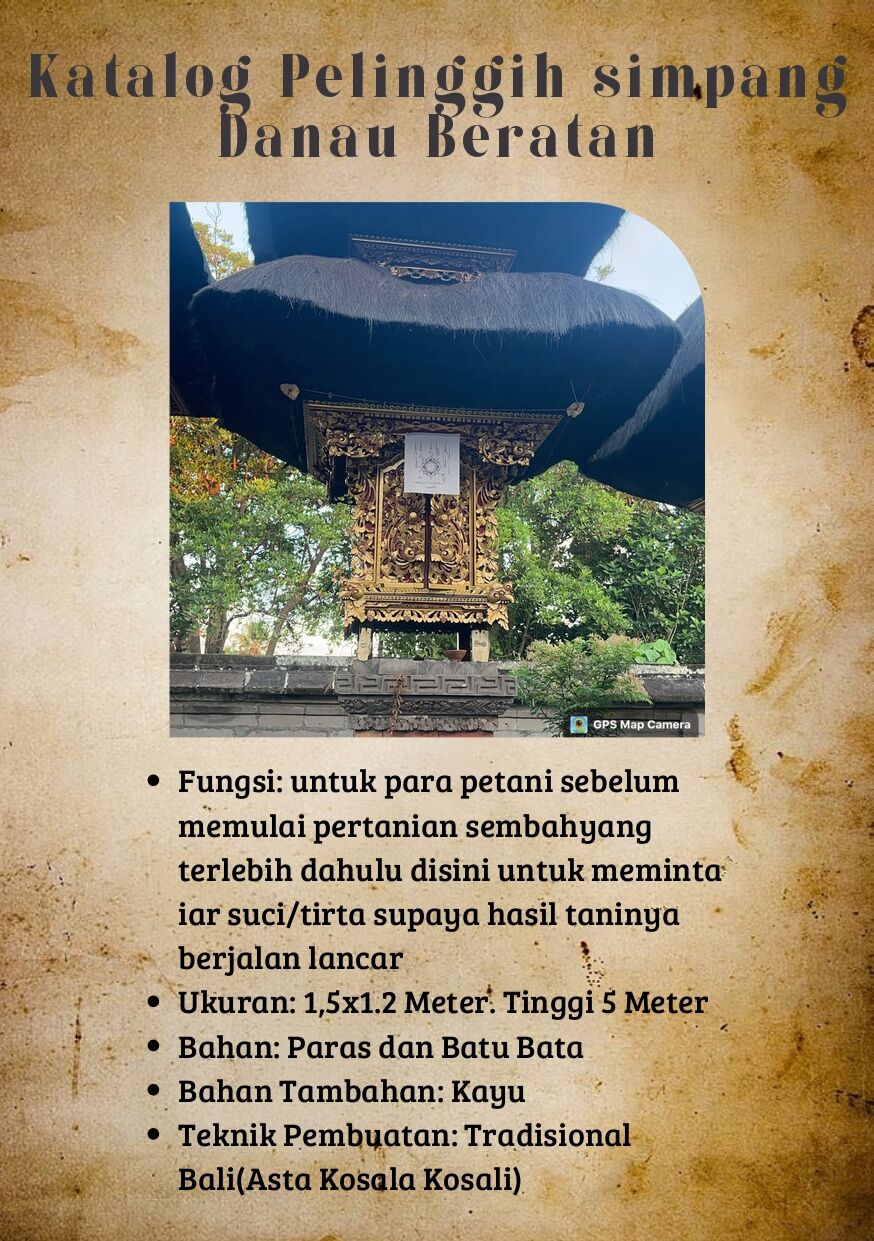 Katalog Pelinggih simpang
Danau Beratan
GPS Map Camera
Fungsi: untuk para petani sebelum
memulai pertanian sembahyang
terlebih dahulu disini untuk meminta
iar suci/tirta supaya hasil taninya
berjalan lancar
Ukuran: 1,5x1.2 Meter. Tinggi 5 Meter
Bahan: Paras dan Batu Bata
Bahan Tambahan: Kayu
Teknik Pembuatan: Tradisional
Bali(Asta Kosala Kosali)